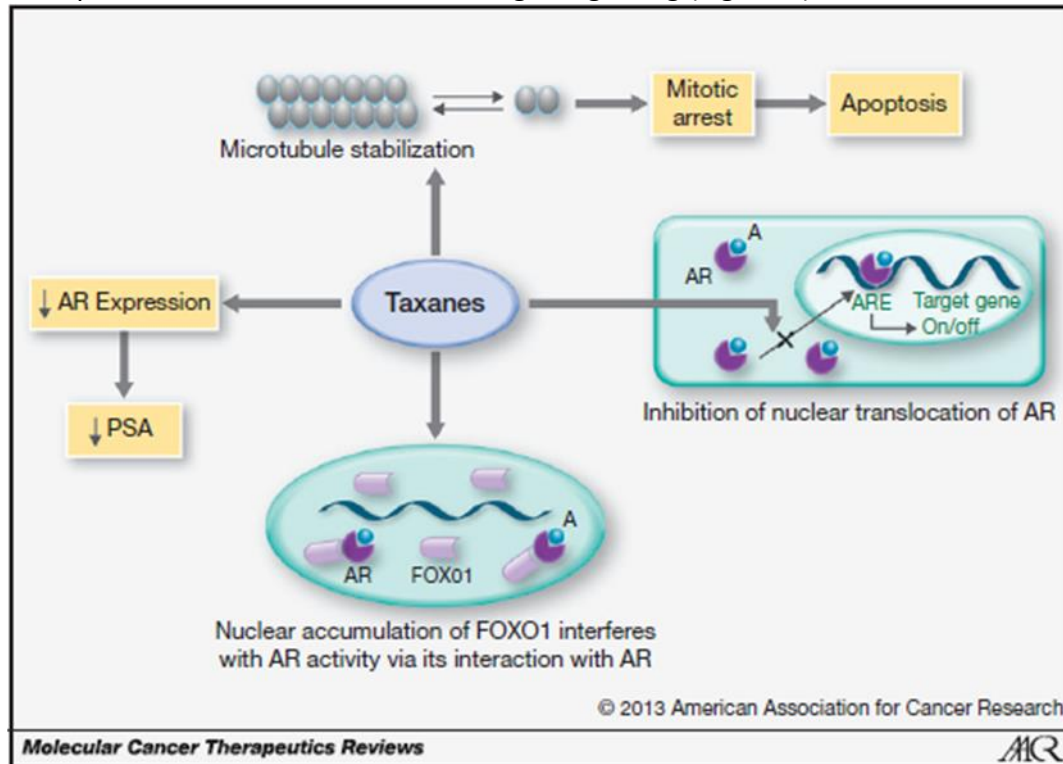 Mitotic
arrest
Apoptosis
Microtubule stabilization
A
AR
ARE Target gene
On/off
Inhibition of nuclear translocation of AR
Taxanes
↓ AR Expression
↓ PSA
A
AR FOX01
Nuclear accumulation of FOXO1 interferes
with AR activity via its interaction with AR
© 2013 American Association for Cancer Research
Molecular Cancer Therapeutics Reviews
AACR